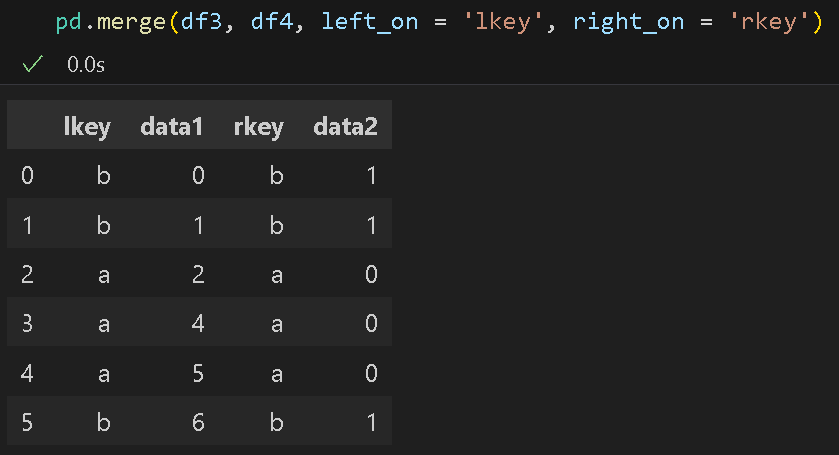 pd.merge(df3, df4, left_on = 'lkey', right_on = 'rkey')
✓ 0.0s
lkey data1 rkey data2
0 b 0 b 1
1 b 1 b 1
2 a 2 a 0
3 a 4 a 0
4 a 5 a 0
5 b 6 b 1